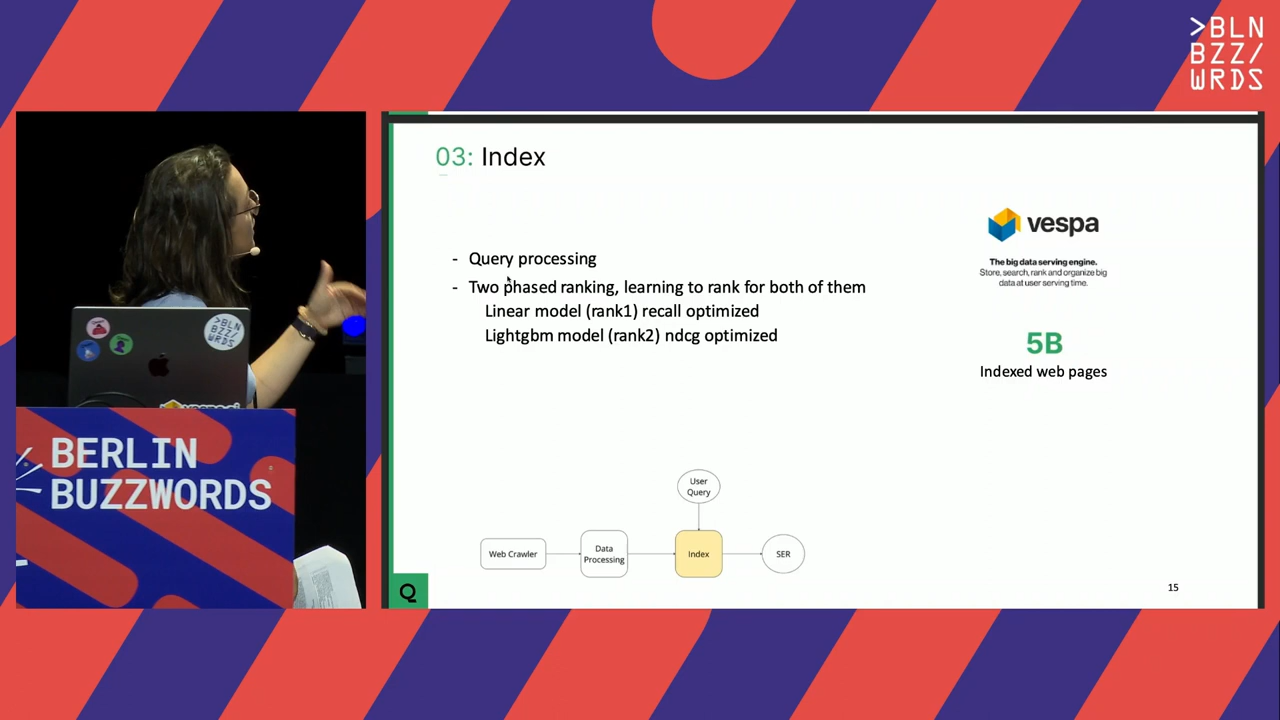 >BLN
BZZ/
WRDS
03: Index
- Query processing
- Two phased ranking, learning to rank for both of them
Linear model (rank1) recall optimized
Lightgbm model (rank2) ndcg optimized
vespa
The big data serving engine.
Store, search, rank and organize big
data at user serving time.
5B
Indexed web pages
User
Query
Web Crawler
Data
Processing
Index
SER
Q
15
>BLN
BZZ/
WRDS
BERLIN
BUZZWORDS